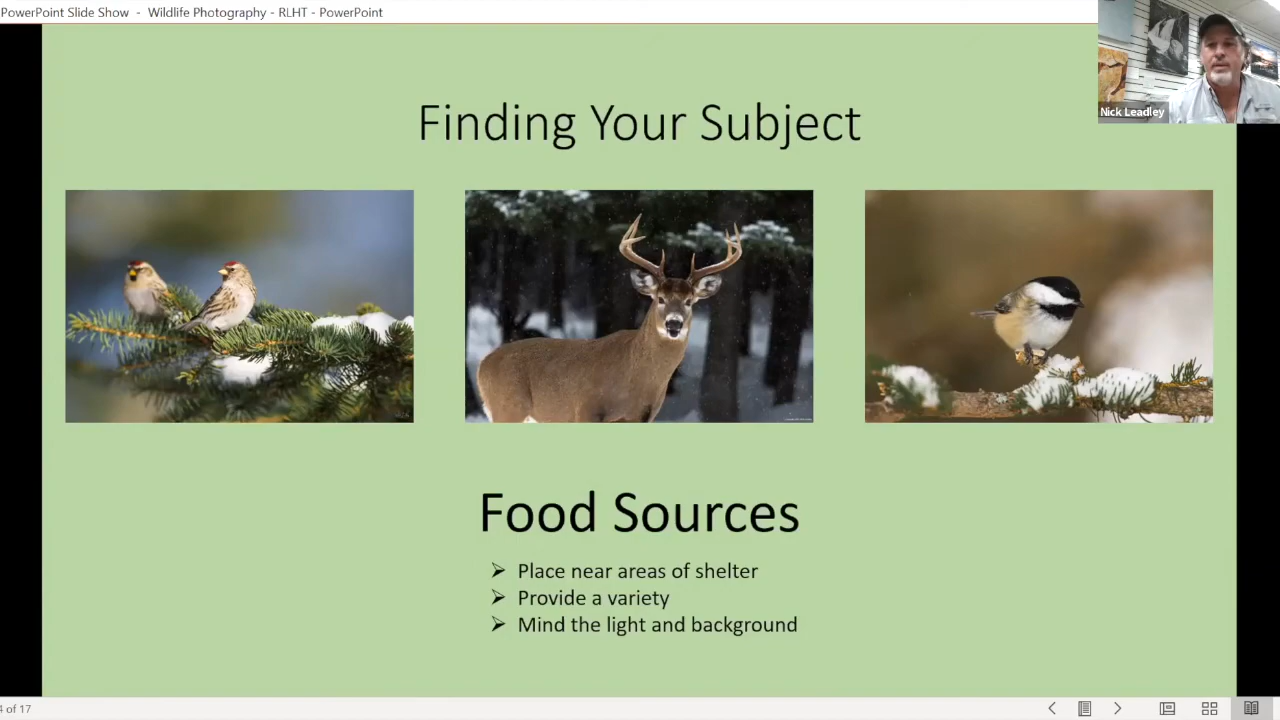 PowerPoint Slide Show - Wildlife Photography - RLHT - PowerPoint
Nick Leadley
Finding Your Subject
Food Sources
➢ Place near areas of shelter
➢ Provide a variety
➢ Mind the light and background
of 17